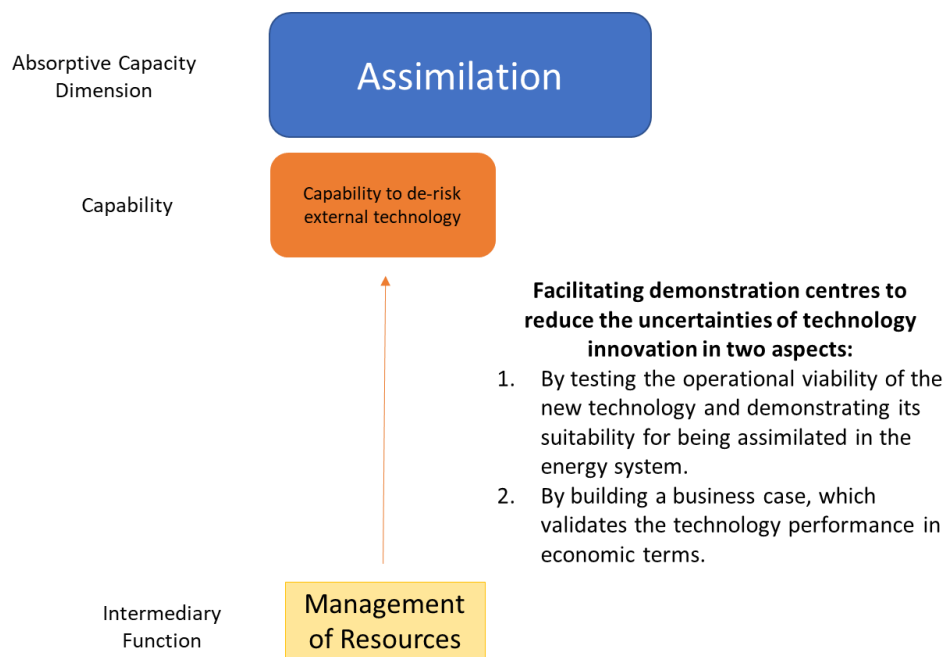 Absorptive Capacity
Dimension
Assimilation
Capability
Capability to de-risk
external technology
Facilitating demonstration centres to
reduce the uncertainties of technology
innovation in two aspects:
1. By testing the operational viability of the
new technology and demonstrating its
suitability for being assimilated in the
energy system.
2. By building a business case, which
validates the technology performance in
economic terms.
Intermediary
Function
Management
of Resources